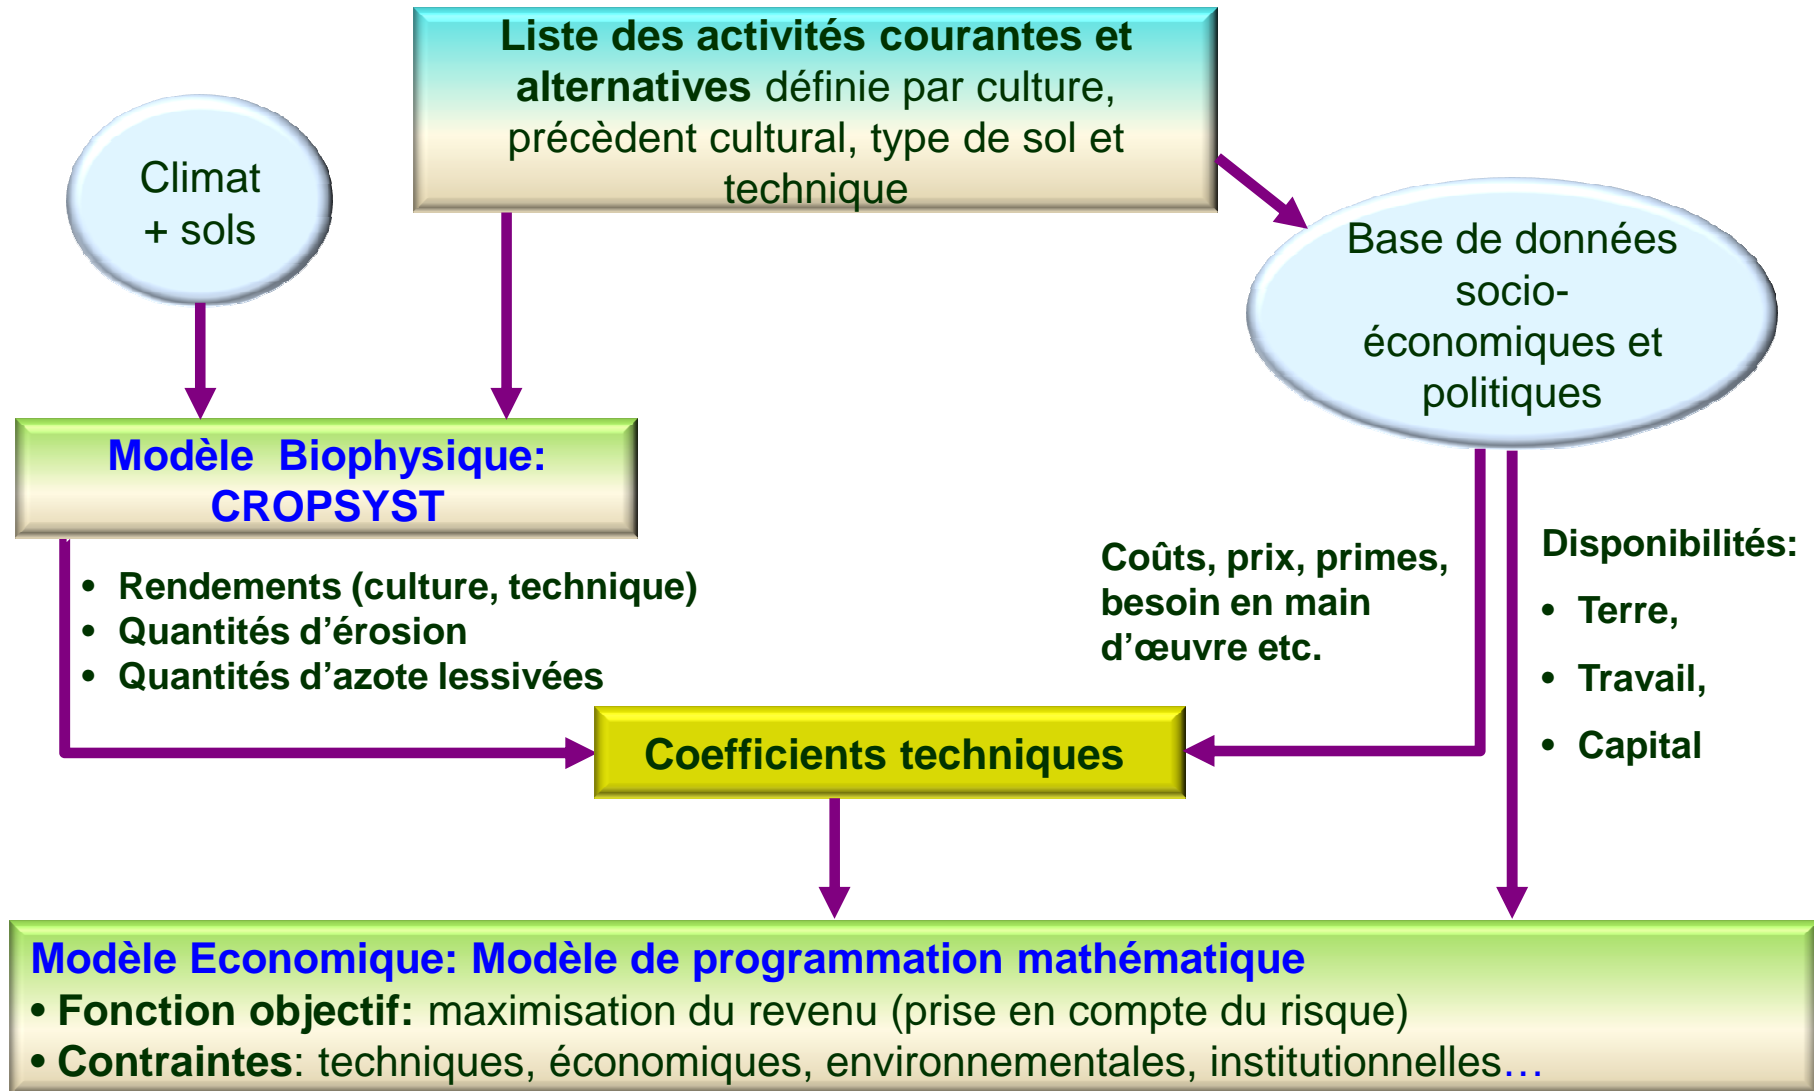 Liste des activités courantes et
alternatives définie par culture,
précèdent cultural, type de sol et
technique
Climat
+ sols
Base de données
socio-
économiques et
politiques
Modèle Biophysique:
CROPSYST
• Rendements (culture, technique)
• Quantités d’érosion
• Quantités d’azote lessivées
Coûts, prix, primes,
besoin en main
d’œuvre etc.
Disponibilités:
• Terre,
• Travail,
• Capital
Coefficients techniques
Modèle Economique: Modèle de programmation mathématique
• Fonction objectif: maximisation du revenu (prise en compte du risque)
• Contraintes: techniques, économiques, environnementales, institutionnelles…